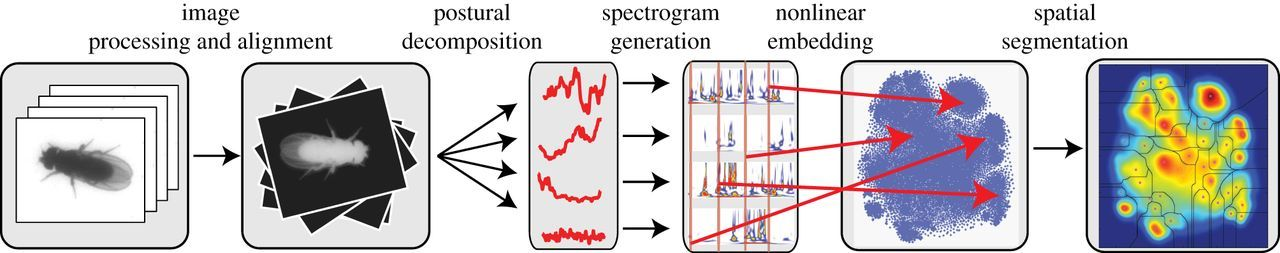 image
processing and alignment
postural
decomposition
spectrogram
generation
nonlinear
embedding
spatial
segmentation